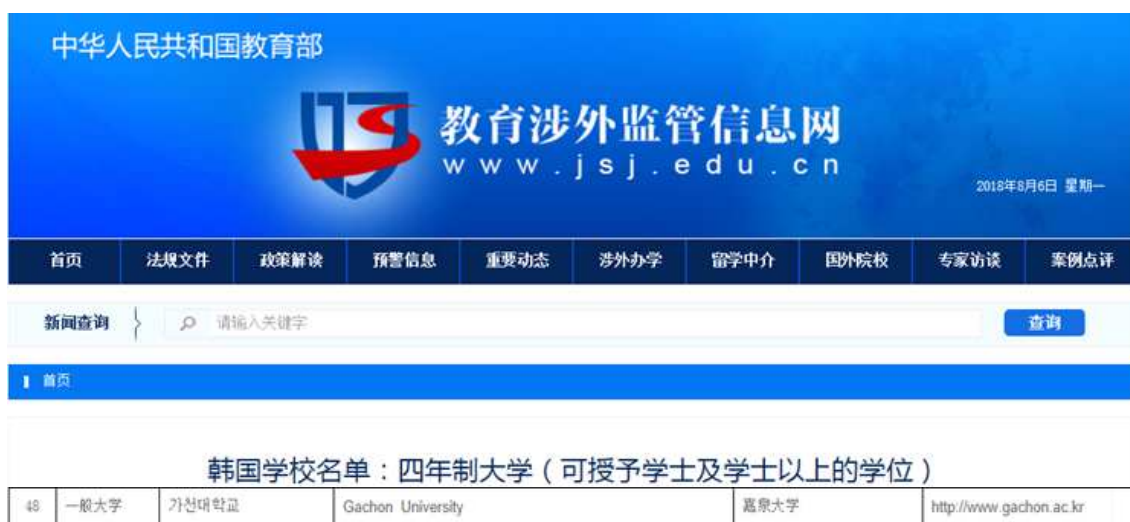 中华人民共和国教育部
教育涉外监管信息网
www.jsj.edu.cn
2018年8月6日 星期一
首页 法规文件 政策解读 预警信息 重要动态 涉外办学 留学中介 国外院校 专家访谈 案例点评
新闻查询 请输入关键字 查询
首页
韩国学校名单：四年制大学（可授予学士及学士以上的学位）
48 一般大学 가천대학교 Gachon University 嘉泉大学 http://www.gachon.ac.kr